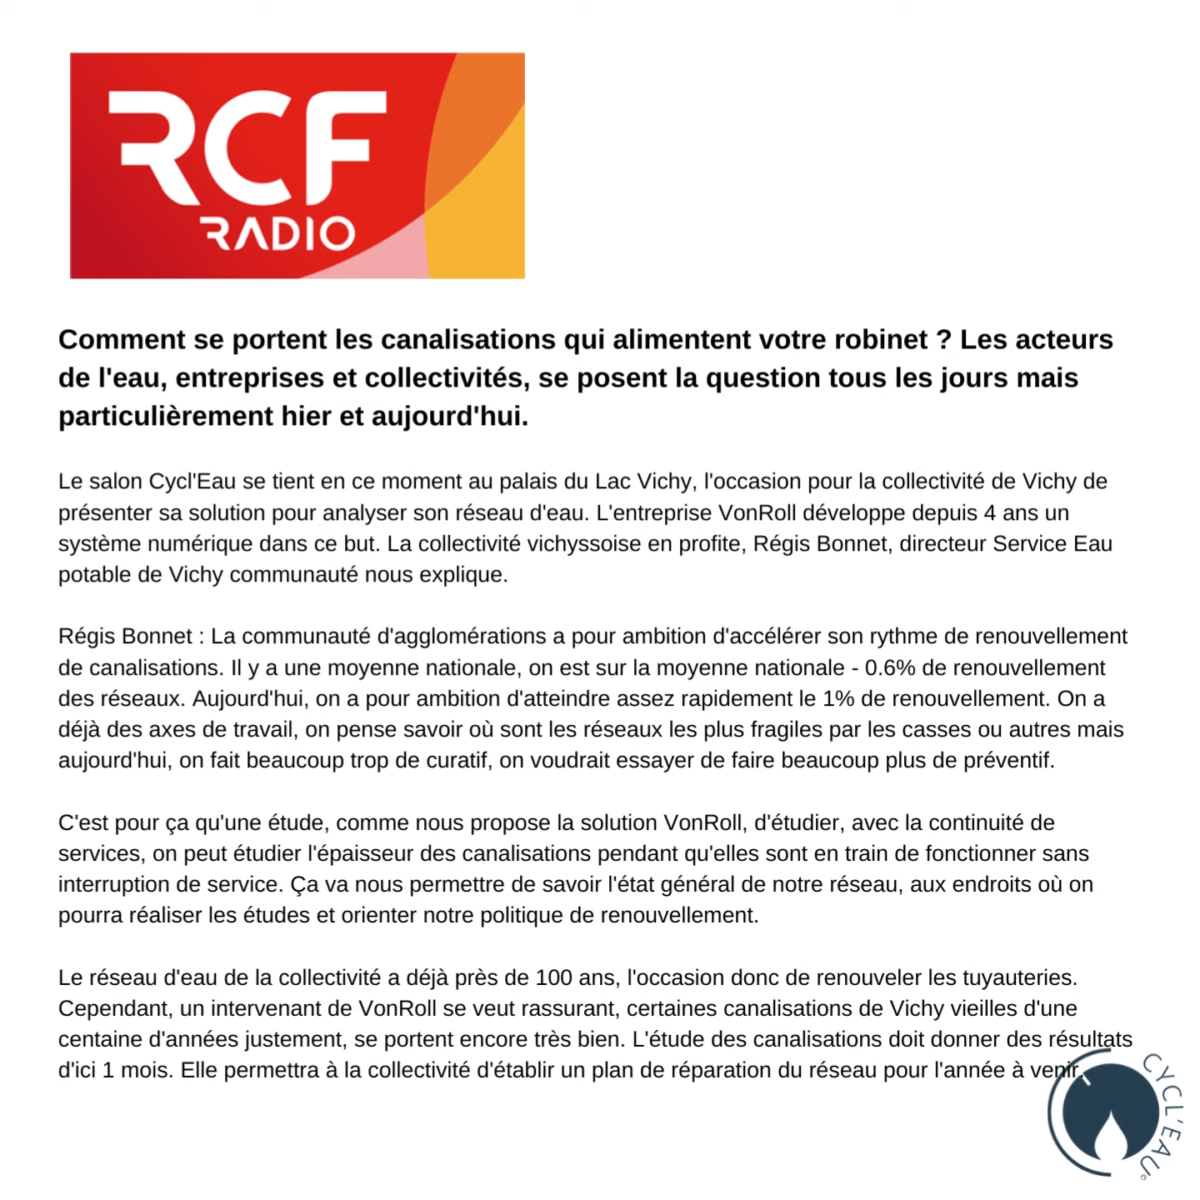 RCF
RADIO
Comment se portent les canalisations qui alimentent votre robinet ? Les acteurs
de l'eau, entreprises et collectivités, se posent la question tous les jours mais
particulièrement hier et aujourd'hui.
Le salon Cycl'Eau se tient en ce moment au palais du Lac Vichy, l'occasion pour la collectivité de Vichy de
présenter sa solution pour analyser son réseau d'eau. L'entreprise VonRoll développe depuis 4 ans un
système numérique dans ce but. La collectivité vichyssoise en profite, Régis Bonnet, directeur Service Eau
potable de Vichy communauté nous explique.
Régis Bonnet : La communauté d'agglomérations a pour ambition d'accélérer son rythme de renouvellement
de canalisations. Il y a une moyenne nationale, on est sur la moyenne nationale - 0.6% de renouvellement
des réseaux. Aujourd'hui, on a pour ambition d'atteindre assez rapidement le 1% de renouvellement. On a
déjà des axes de travail, on pense savoir où sont les réseaux les plus fragiles par les casses ou autres mais
aujourd'hui, on fait beaucoup trop de curatif, on voudrait essayer de faire beaucoup plus de préventif.
C'est pour ça qu'une étude, comme nous propose la solution VonRoll, d'étudier, avec la continuité de
services, on peut étudier l'épaisseur des canalisations pendant qu'elles sont en train de fonctionner sans
interruption de service. Ça va nous permettre de savoir l'état général de notre réseau, aux endroits où on
pourra réaliser les études et orienter notre politique de renouvellement.
Le réseau d'eau de la collectivité a déjà près de 100 ans, l'occasion donc de renouveler les tuyauteries.
Cependant, un intervenant de VonRoll se veut rassurant, certaines canalisations de Vichy vieilles d'une
centaine d'années justement, se portent encore très bien. L'étude des canalisations doit donner des résultats
d'ici 1 mois. Elle permettra à la collectivité d'établir un plan de réparation du réseau pour l'année à venir.
CYCL'EAU®